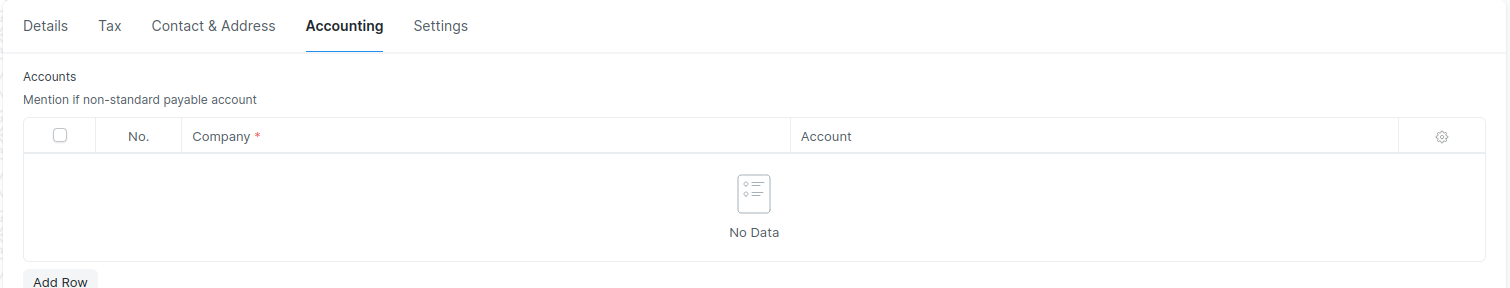 Details Tax Contact & Address Accounting Settings
Accounts
Mention if non-standard payable account
No. Company * Account
No Data
Add Row